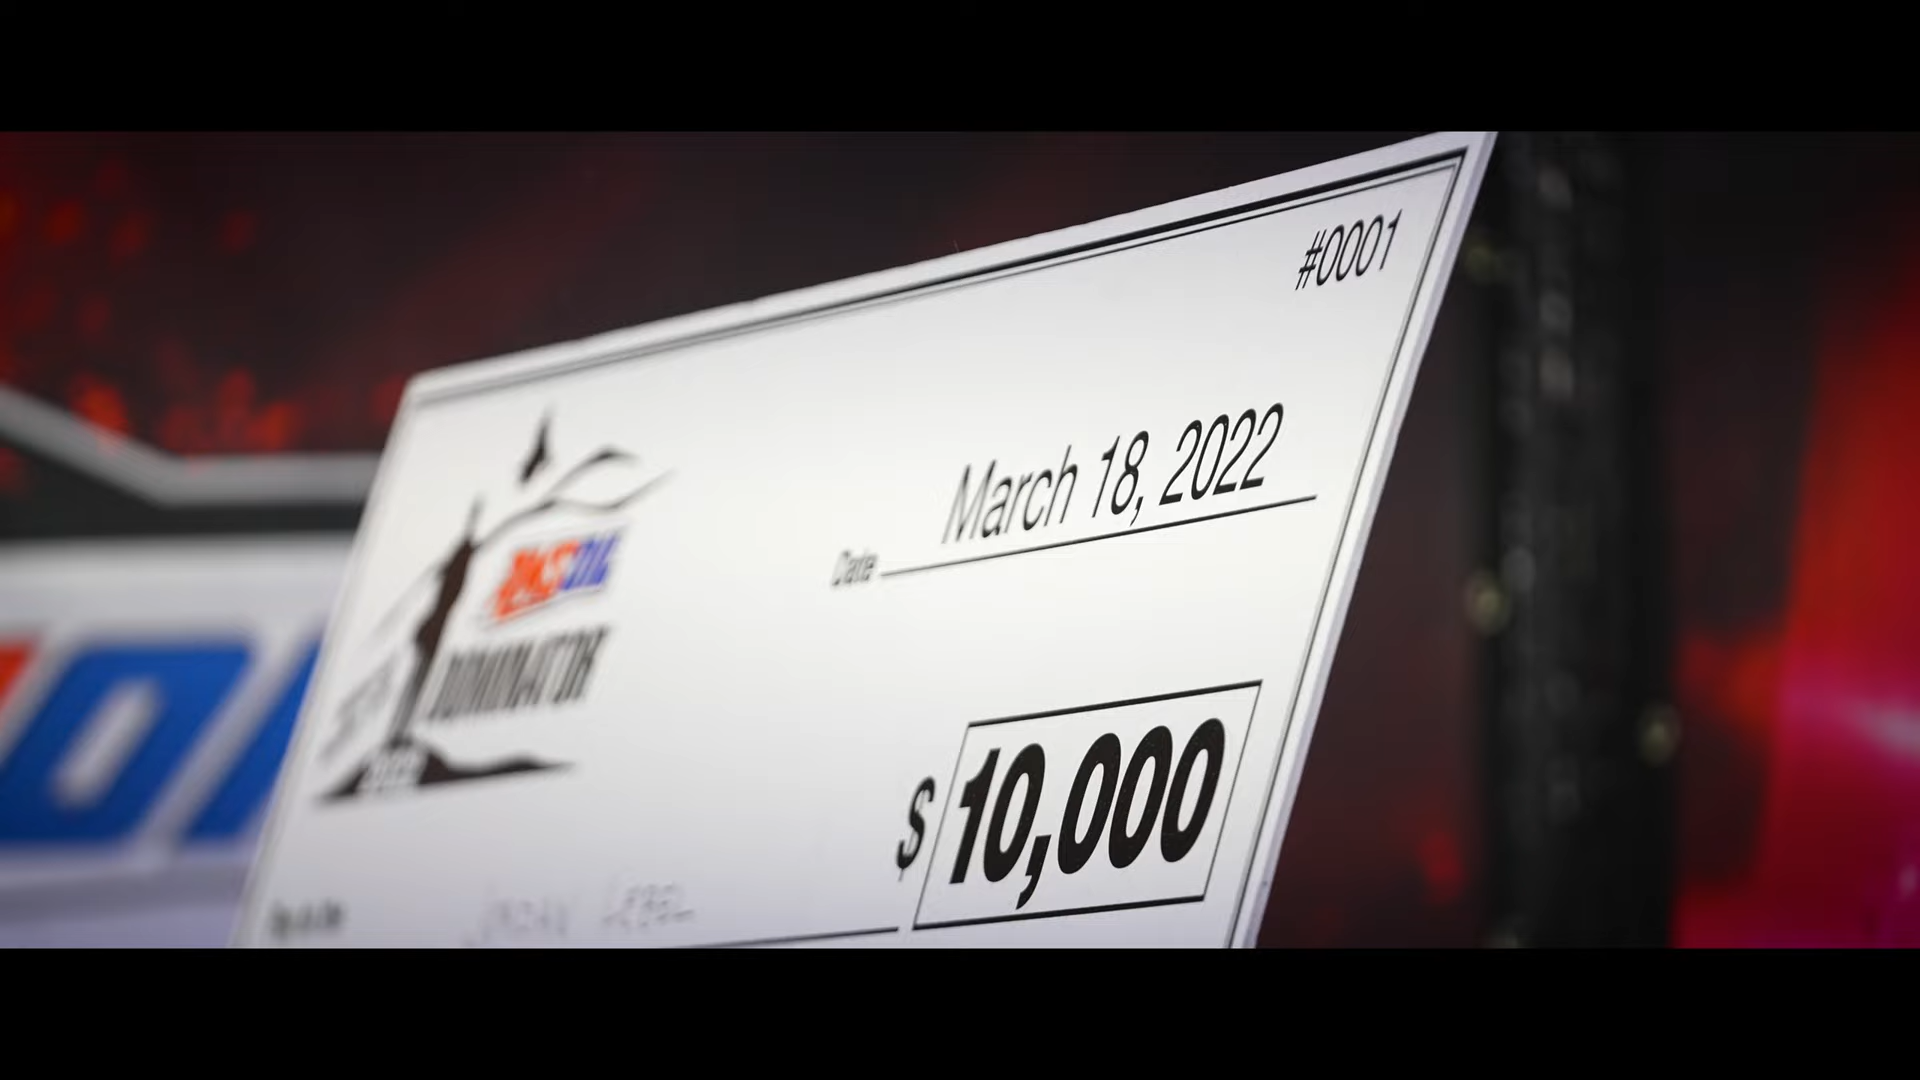 #0001
March 18, 2022
Date
AMSOIL
DOMINATOR
$ 10,000